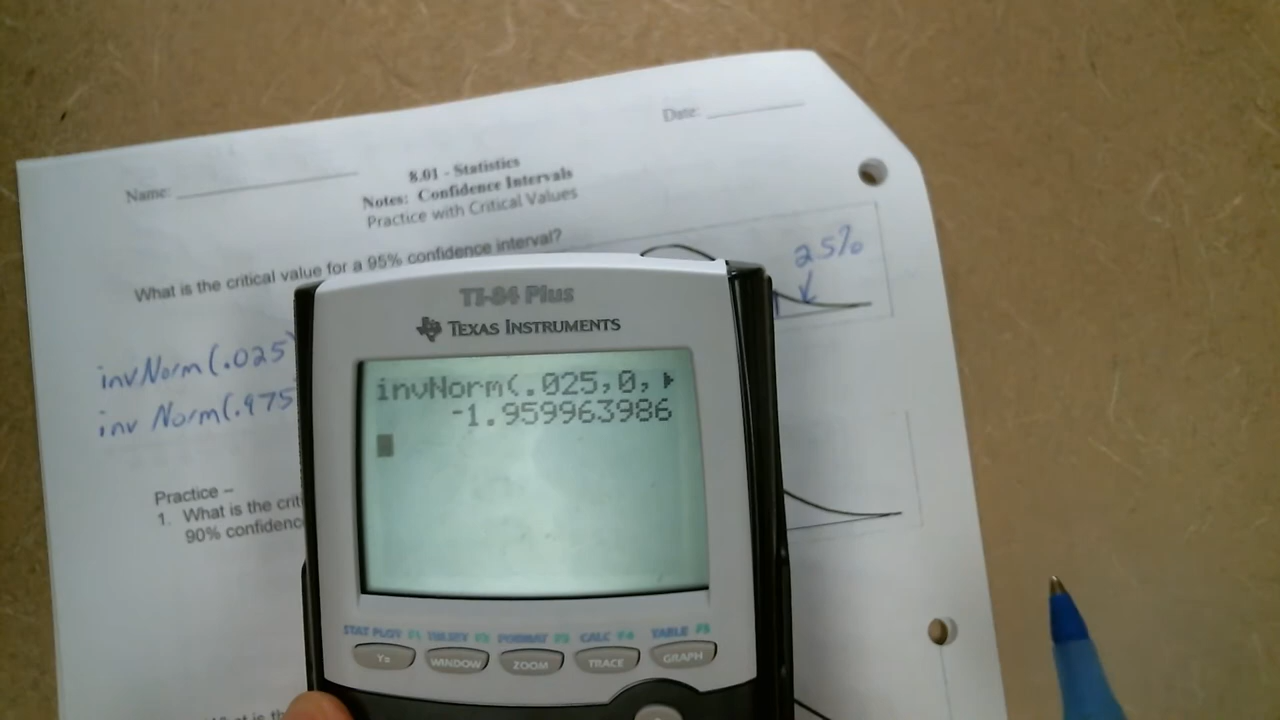 Date:
Name:
8.01 - Statistics
Notes: Confidence Intervals
Practice with Critical Values
What is the critical value for a 95% confidence interval?
25%
invNorm(.025
inv Norm(.975
TI-84 Plus
TEXAS INSTRUMENTS
invNorm(.025,0,
-1.959963986
Practice –
1. What is the crit
90% confidence
STAT PLOT F1 TBLSET F2 FORMAT F3 CALC F4 TABLE F5
Y= WINDOW ZOOM TRACE GRAPH